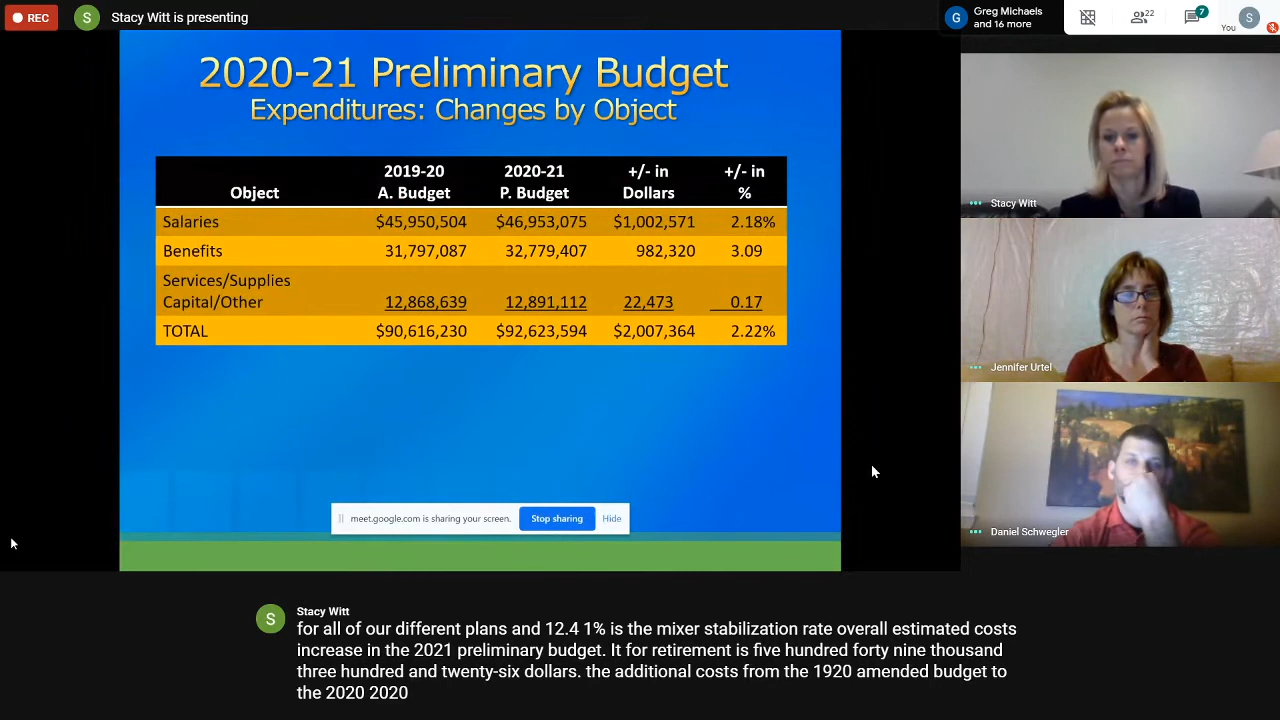 REC
S
Stacy Witt is presenting
G
Greg Michaels
and 16 more
22
7
S
You
2020-21 Preliminary Budget
Expenditures: Changes by Object
Object 2019-20 A. Budget 2020-21 P. Budget +/- in Dollars +/- in %
Salaries $45,950,504 $46,953,075 $1,002,571 2.18%
Benefits 31,797,087 32,779,407 982,320 3.09
Services/Supplies
Capital/Other 12,868,639 12,891,112 22,473 0.17
TOTAL $90,616,230 $92,623,594 $2,007,364 2.22%
Stacy Witt
Jennifer Urtel
Daniel Schwegler
meet.google.com is sharing your screen. Stop sharing Hide
S
Stacy Witt
for all of our different plans and 12.4 1% is the mixer stabilization rate overall estimated costs
increase in the 2021 preliminary budget. It for retirement is five hundred forty nine thousand
three hundred and twenty-six dollars. the additional costs from the 1920 amended budget to
the 2020 2020